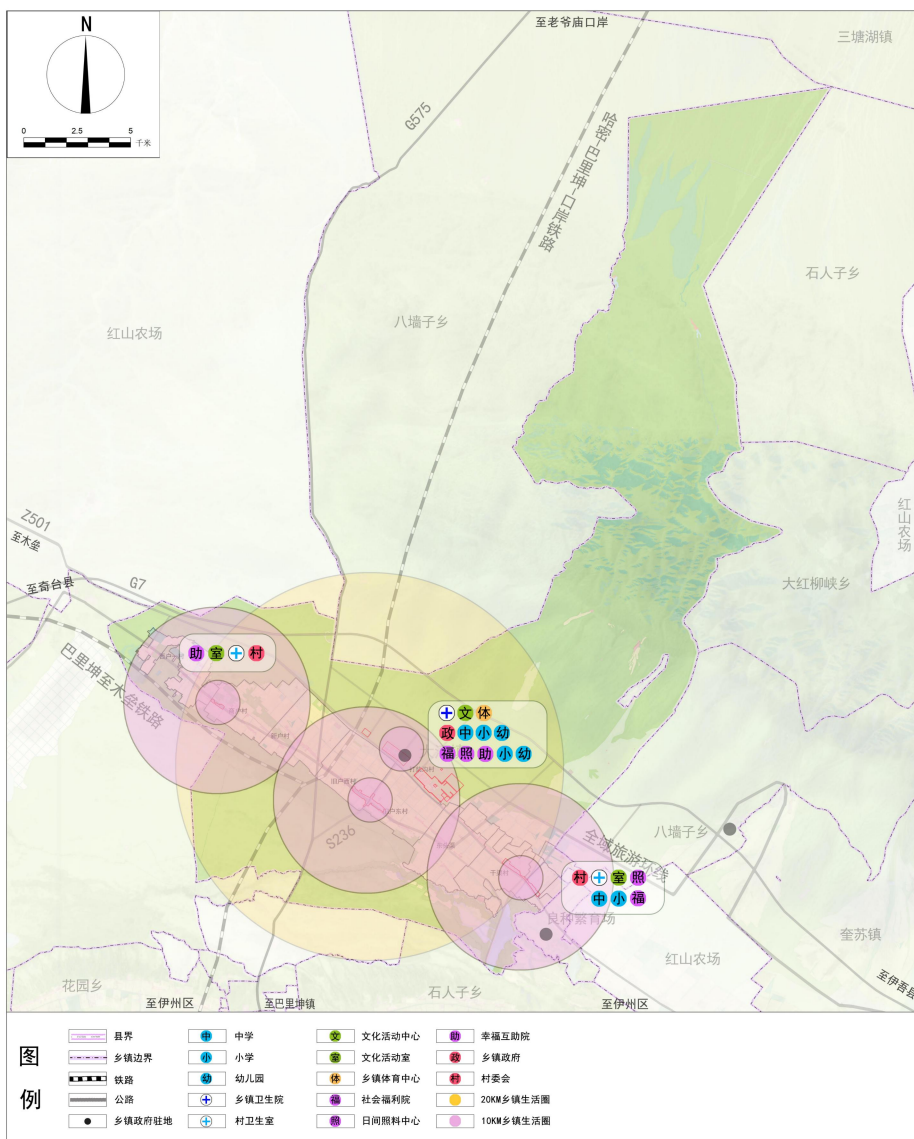 N
0 2.5 5
千米
至老爷庙口岸
三塘湖镇
G575
哈密-巴里坤-口岸铁路
石人子乡
八墙子乡
红山农场
红山农场
Z501
至木垒
大红柳峡乡
G7
至奇台县
巴里坤至木垒铁路
助 室 村
文 体
政 中 小 幼
福 照 助 小 幼
旧户西村
旧户东村
S236
全域旅游环线
八墙子乡
村 室 照
中 小 福
良种繁育场
奎苏镇
红山农场
花园乡
石人子乡
至伊吾县
至伊州区
至巴里坤镇
至伊州区
图例
县界
中 中学
文 文化活动中心
助 幸福互助院
乡镇边界
小 小学
室 文化活动室
政 乡镇政府
铁路
幼 幼儿园
体 乡镇体育中心
村 村委会
公路
乡镇卫生院
福 社会福利院
20KM乡镇生活圈
乡镇政府驻地
村卫生室
照 日间照料中心
10KM乡镇生活圈